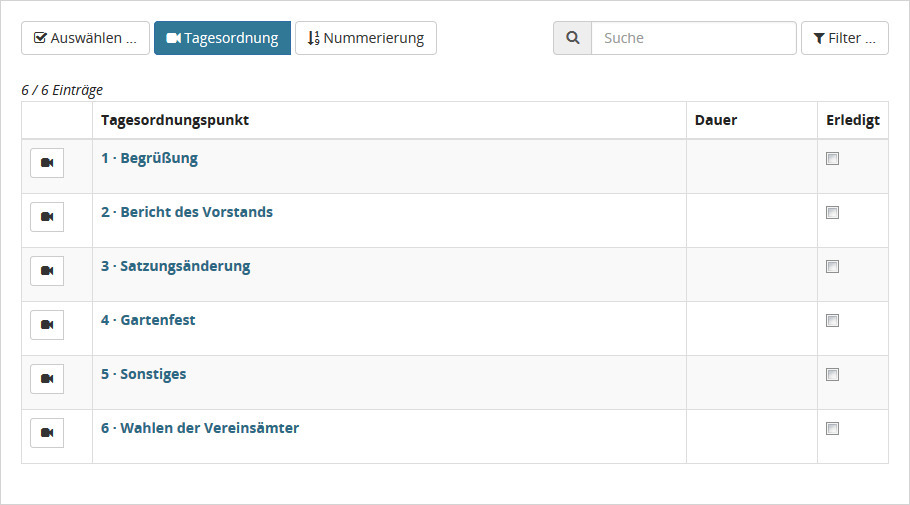 Auswählen ... Tagesordnung Nummerierung Suche Filter ...
6 / 6 Einträge
Tagesordnungspunkt Dauer Erledigt
1 · Begrüßung
2 · Bericht des Vorstands
3 · Satzungsänderung
4 · Gartenfest
5 · Sonstiges
6 · Wahlen der Vereinsämter